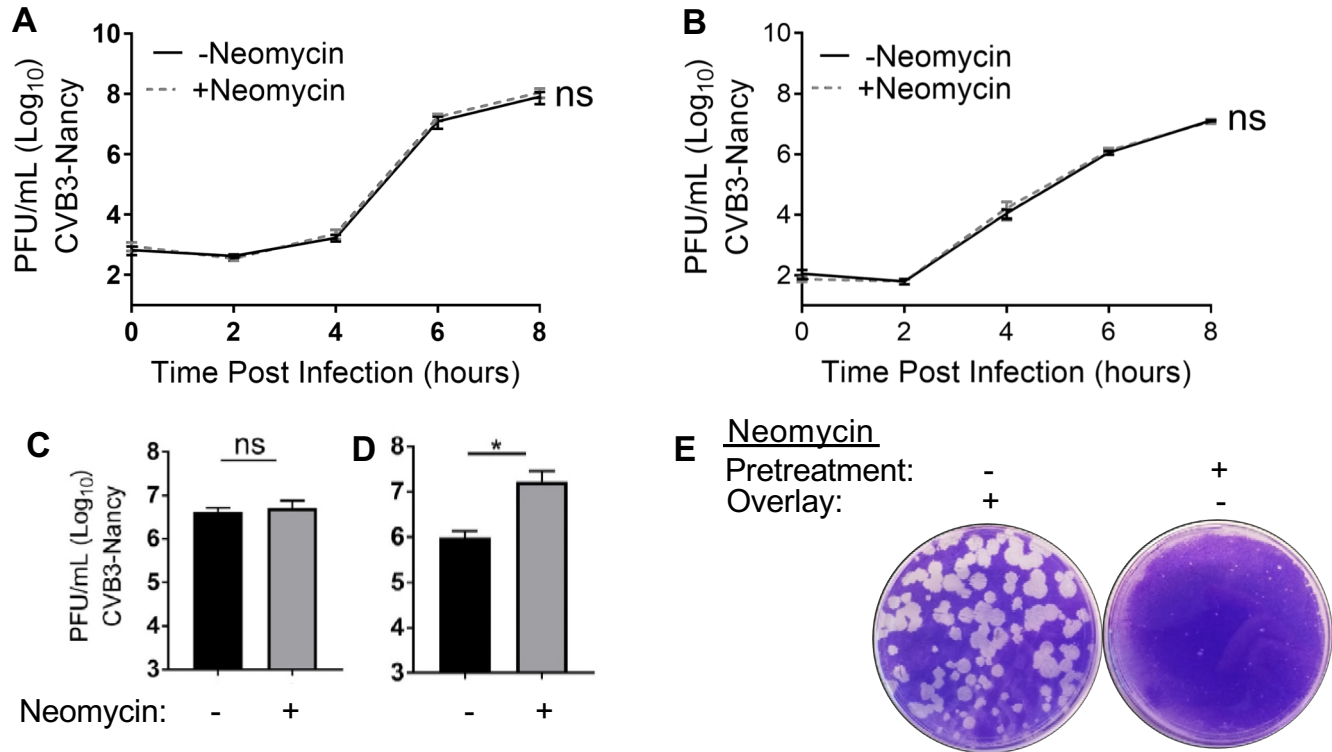 A
PFU/mL (Log10)
CVB3-Nancy
10
8
6
4
2
-Neomycin
+Neomycin
ns
0 2 4 6 8
Time Post Infection (hours)
B
PFU/mL (Log10)
CVB3-Nancy
10
8
6
4
2
-Neomycin
+Neomycin
ns
0 2 4 6 8
Time Post Infection (hours)
C
PFU/mL (Log10)
CVB3-Nancy
8
7
6
5
4
3
ns
D
8
7
6
5
4
3
*
Neomycin: - + - +
E
Neomycin
Pretreatment: - +
Overlay: + -